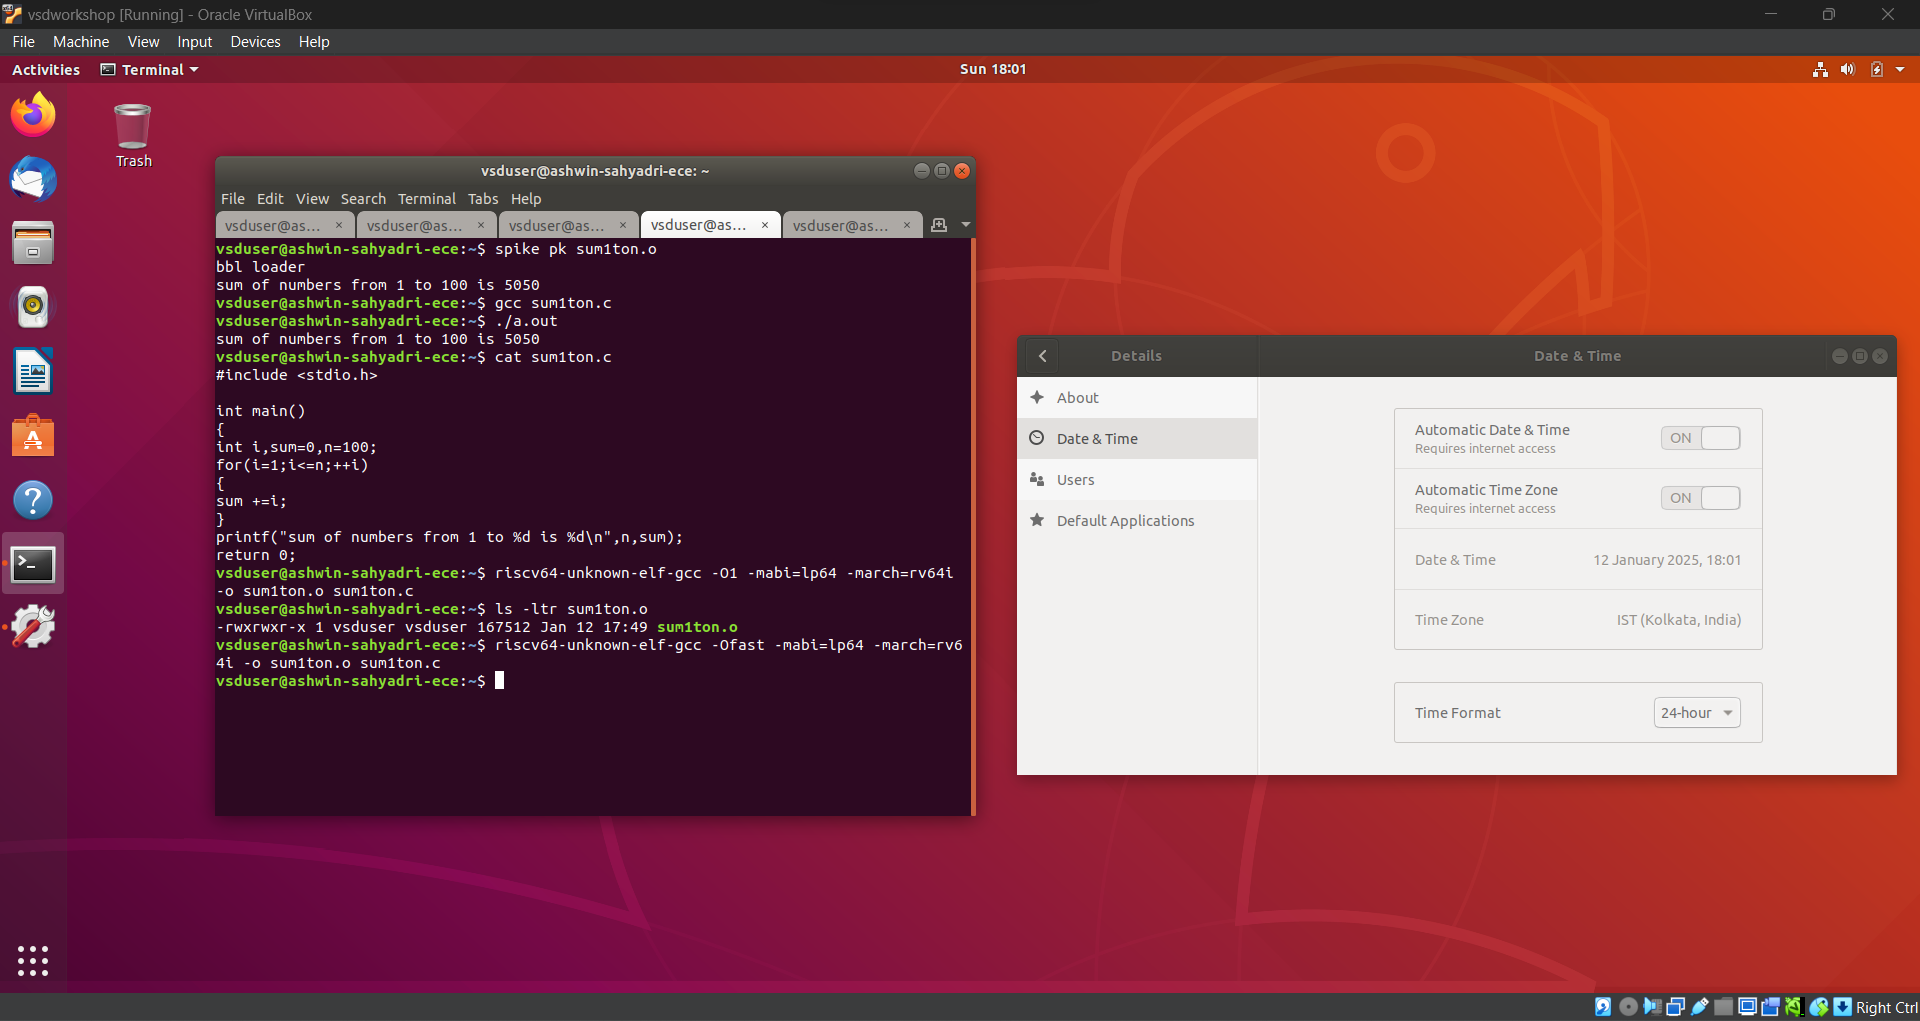 vsdworkshop [Running] - Oracle VirtualBox
File Machine View Input Devices Help
Activities Terminal Sun 18:01
Trash
vsduser@ashwin-sahyadri-ece: ~
File Edit View Search Terminal Tabs Help
vsduser@as... × vsduser@as... × vsduser@as... × vsduser@as... × vsduser@as... ×
vsduser@ashwin-sahyadri-ece:~$ spike pk sum1ton.o
bbl loader
sum of numbers from 1 to 100 is 5050
vsduser@ashwin-sahyadri-ece:~$ gcc sum1ton.c
vsduser@ashwin-sahyadri-ece:~$ ./a.out
sum of numbers from 1 to 100 is 5050
vsduser@ashwin-sahyadri-ece:~$ cat sum1ton.c
#include <stdio.h>

int main()
{
int i,sum=0,n=100;
for(i=1;i<=n;++i)
{
sum +=i;
}
printf("sum of numbers from 1 to %d is %d\n",n,sum);
return 0;
vsduser@ashwin-sahyadri-ece:~$ riscv64-unknown-elf-gcc -O1 -mabi=lp64 -march=rv64i
-o sum1ton.o sum1ton.c
vsduser@ashwin-sahyadri-ece:~$ ls -ltr sum1ton.o
-rwxrwxr-x 1 vsduser vsduser 167512 Jan 12 17:49 sum1ton.o
vsduser@ashwin-sahyadri-ece:~$ riscv64-unknown-elf-gcc -Ofast -mabi=lp64 -march=rv6
4i -o sum1ton.o sum1ton.c
vsduser@ashwin-sahyadri-ece:~$
Details
Date & Time
About
Date & Time
Users
Default Applications
Automatic Date & Time ON
Requires internet access
Automatic Time Zone ON
Requires internet access
Date & Time 12 January 2025, 18:01
Time Zone IST (Kolkata, India)
Time Format 24-hour
Right Ctrl